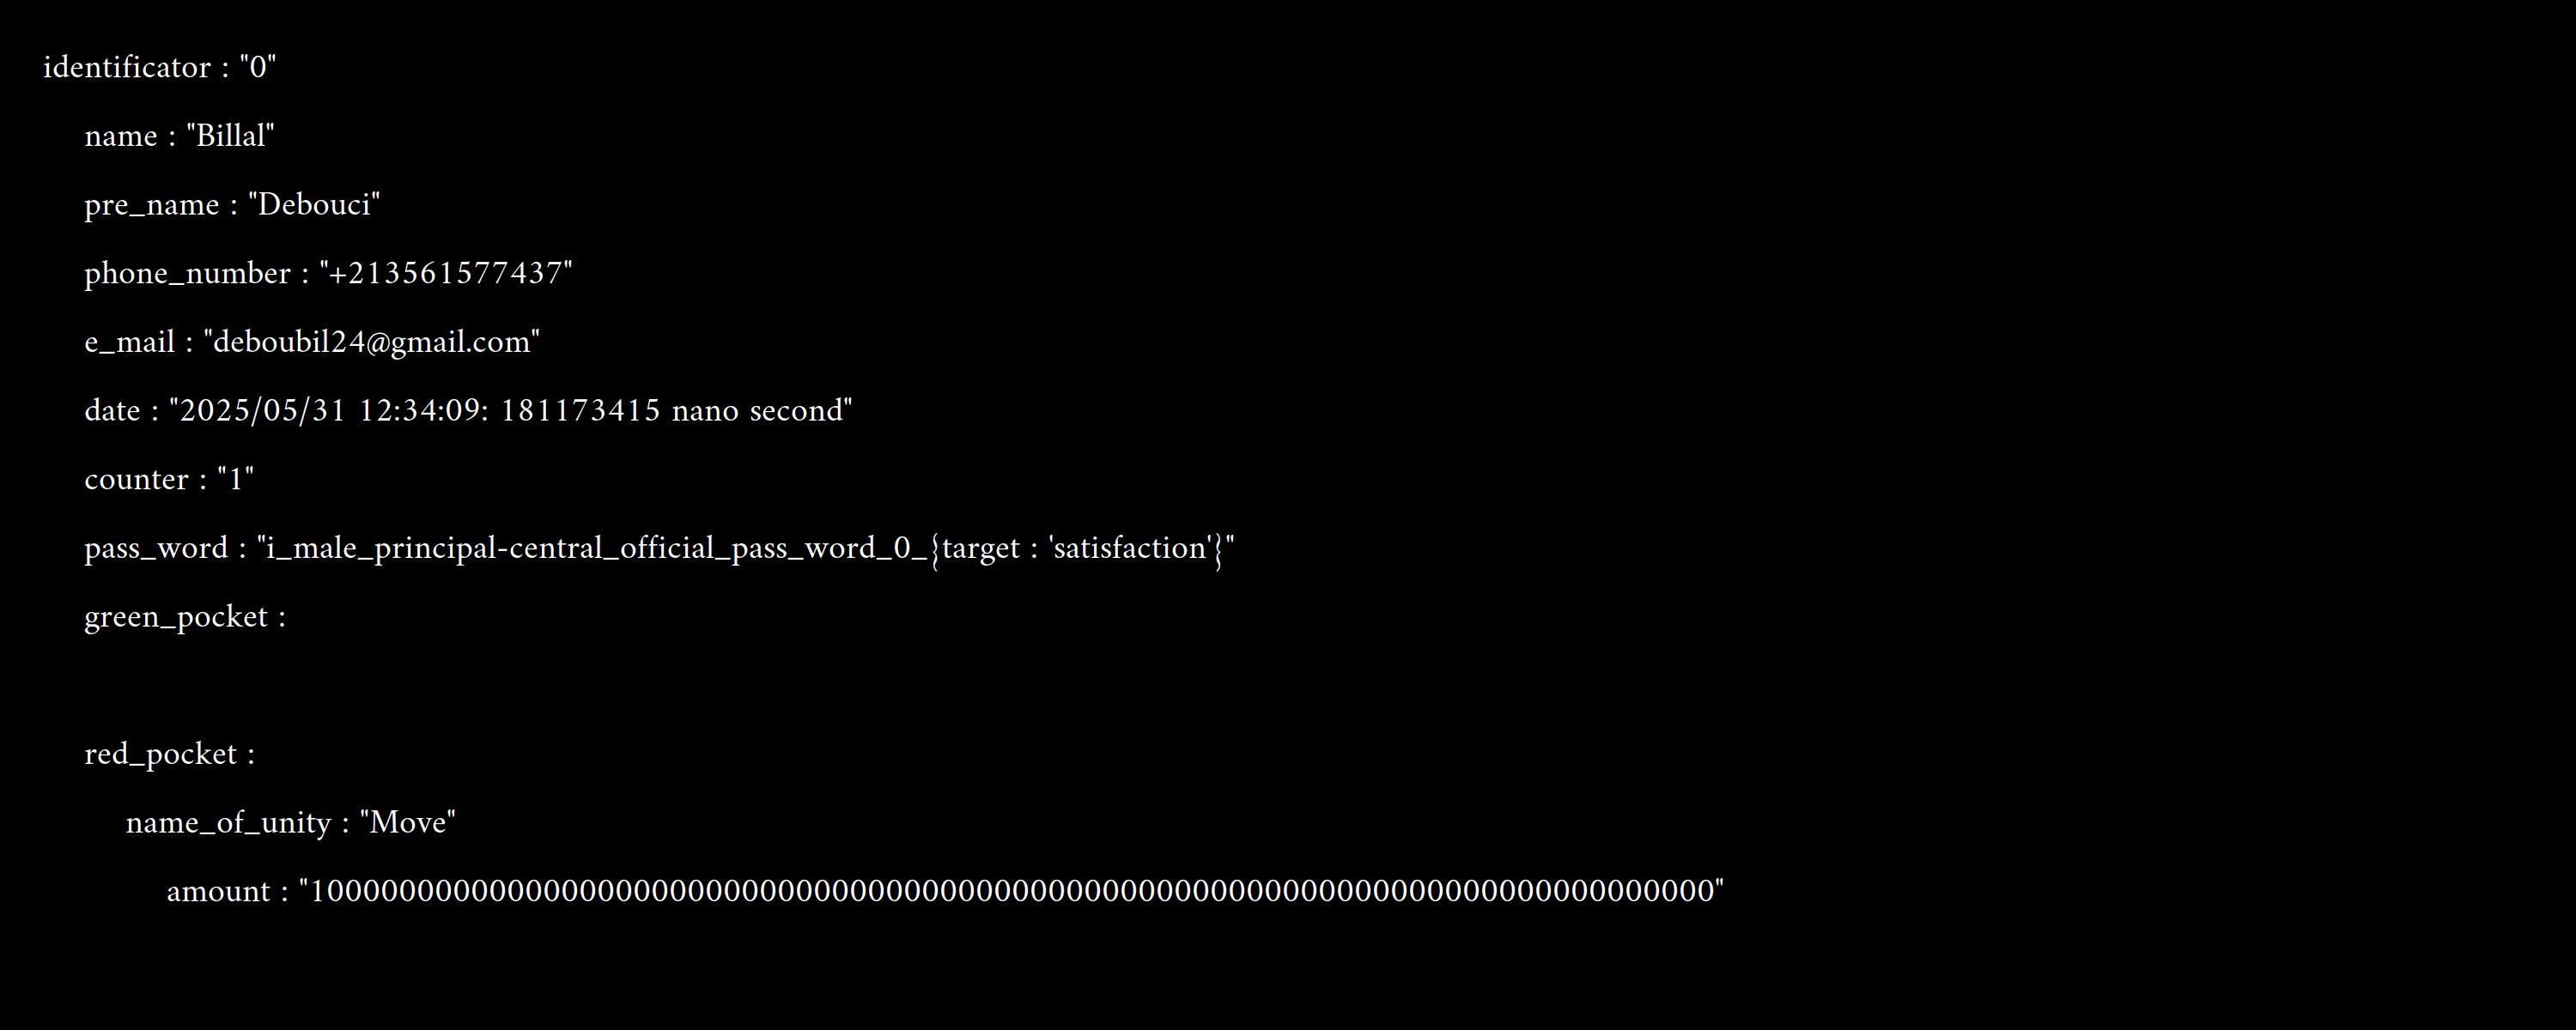 identificator : "0"
name : "Billal"
pre_name : "Debouci"
phone_number : "+213561577437"
e_mail : "deboubil24@gmail.com"
date : "2025/05/31 12:34:09: 181173415 nano second"
counter : "1"
pass_word : "i_male_principal-central_official_pass_word_0_{target : 'satisfaction'}"
green_pocket :
red_pocket :
name_of_unity : "Move"
amount : "100000000000000000000000000000000000000000000000000000000000000000000000000000"